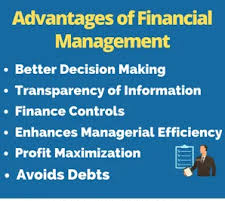 Advantages of Financial
Management
• Better Decision Making
• Transparency of Information
• Finance Controls
• Enhances Managerial Efficiency
• Profit Maximization
• Avoids Debts